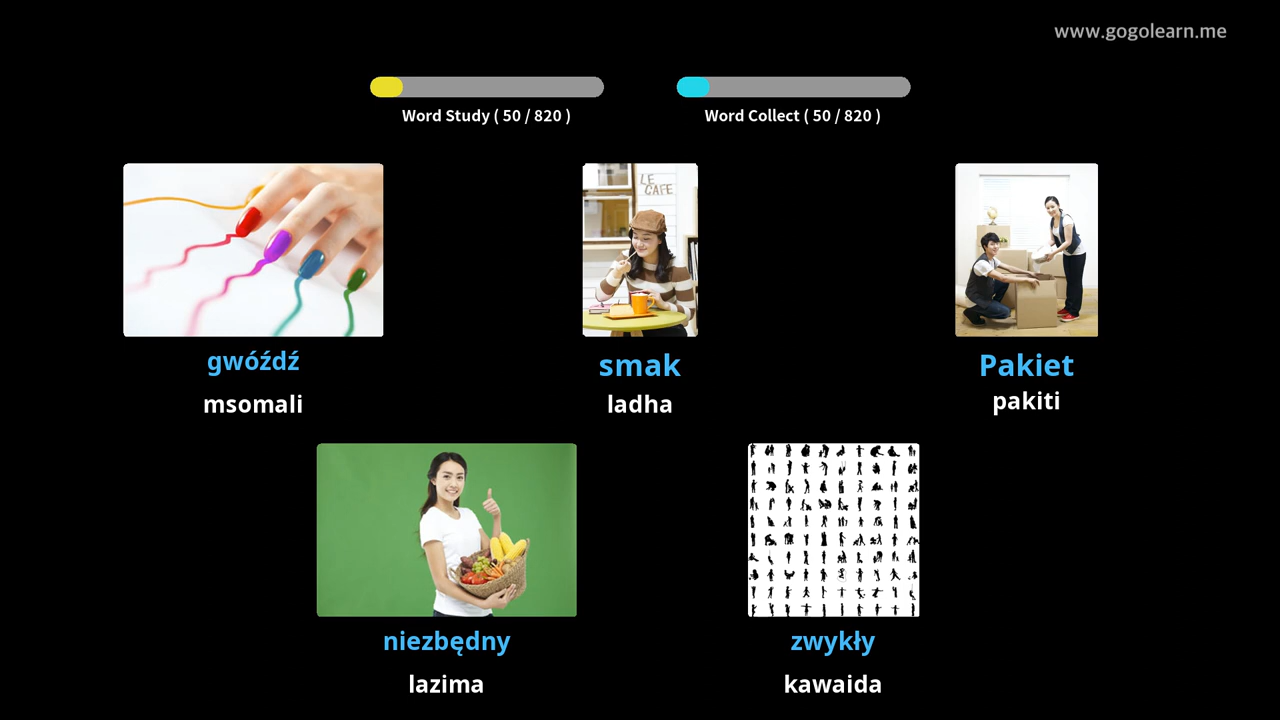 www.gogolearn.me
Word Study ( 50 / 820 )
Word Collect ( 50 / 820 )
LE
CAFE
gwóźdź
smak
Pakiet
msomali
ladha
pakiti
niezbędny
zwykły
lazima
kawaida